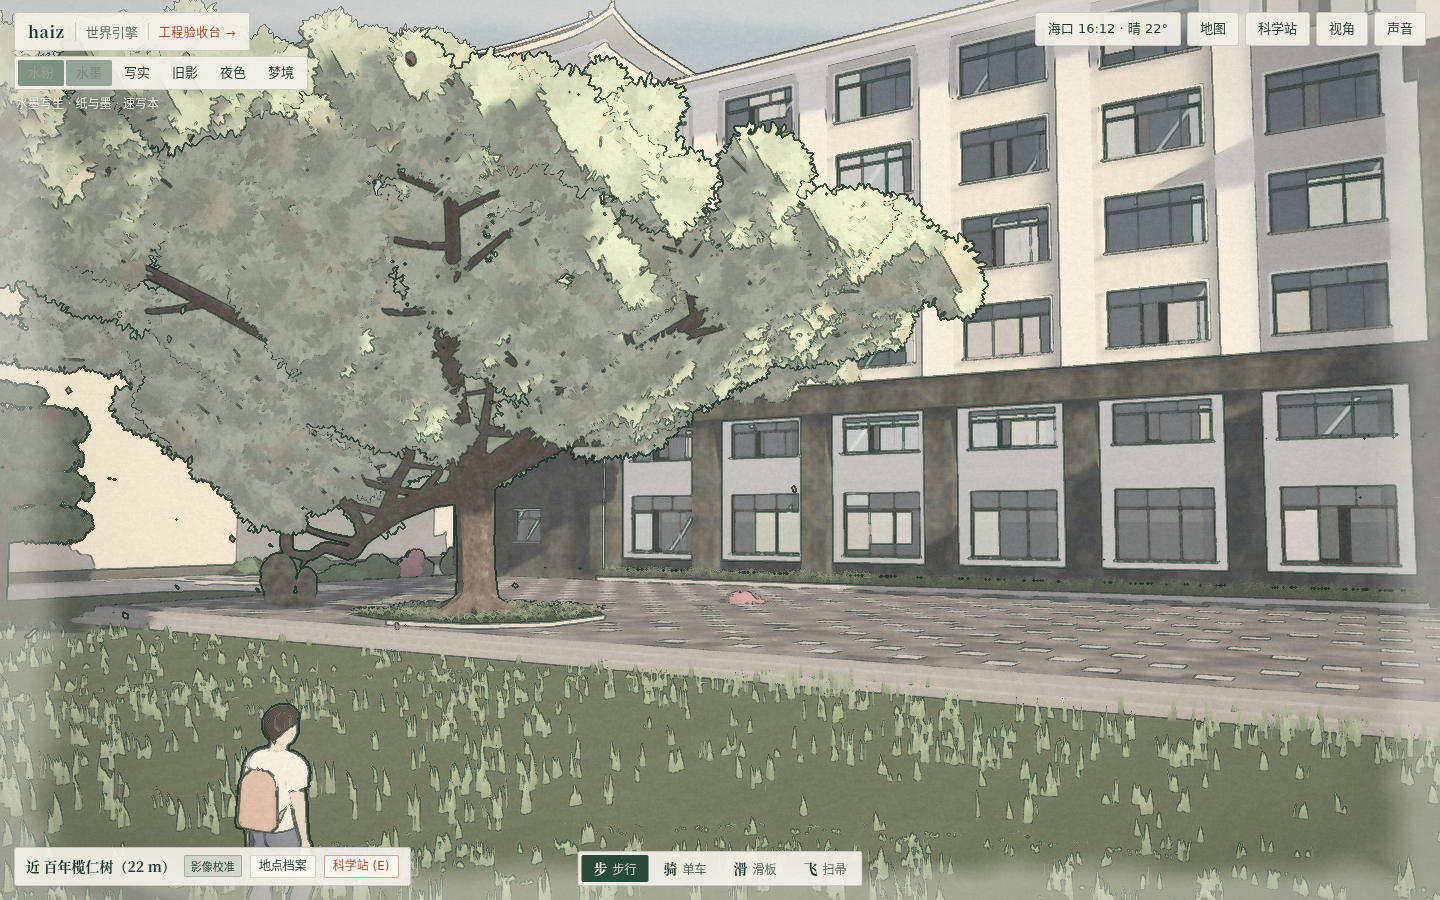 haiz 世界引擎 工程验收台 →
水粉 水墨 写实 旧影 夜色 梦境
水墨写生 · 纸与墨 · 速写本
海口 16:12 · 晴 22° 地图 科学站 视角 声音
近 百年榄仁树（22 m） 影像校准 地点档案 科学站 (E)
步 步行 骑 单车 滑 滑板 飞 扫帚